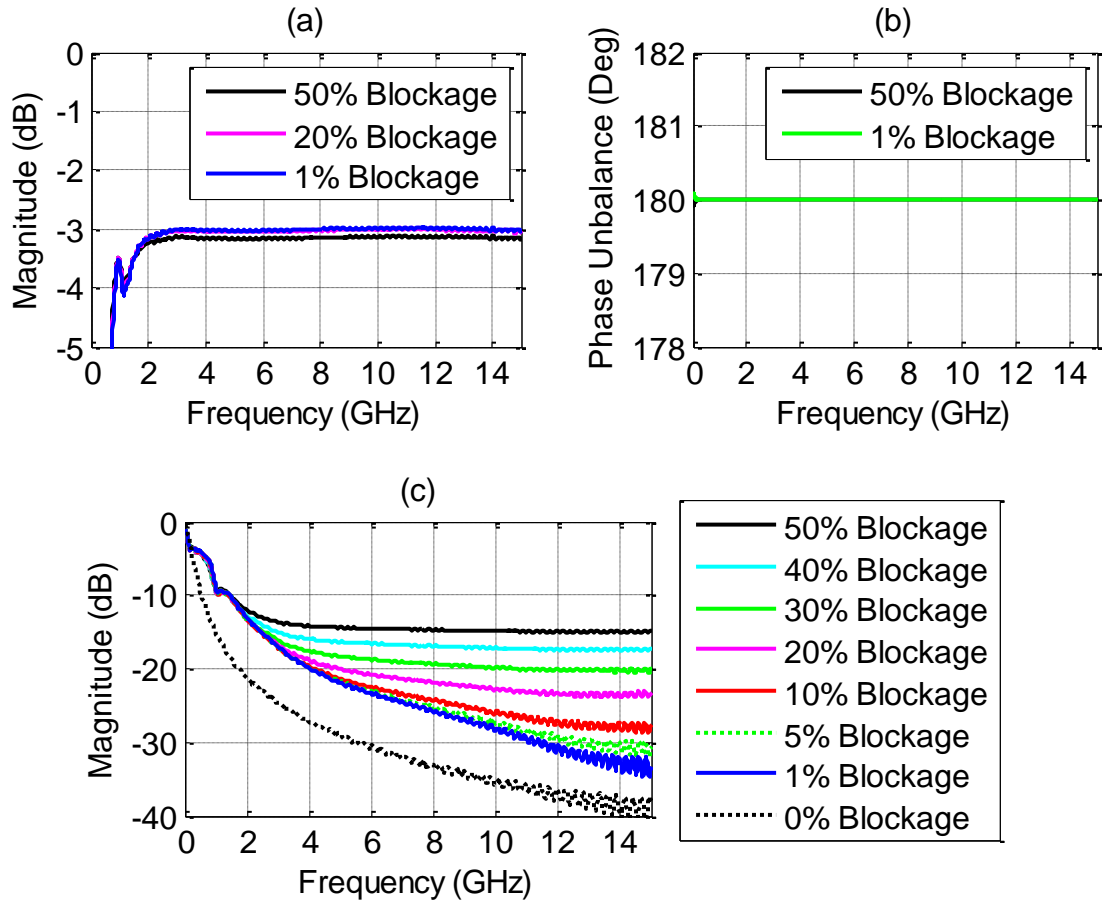 (a)
0
-1
-2
-3
-4
-5
Magnitude (dB)
50% Blockage
20% Blockage
1% Blockage
0 2 4 6 8 10 12 14
Frequency (GHz)
(b)
182
181
180
179
178
Phase Unbalance (Deg)
50% Blockage
1% Blockage
0 2 4 6 8 10 12 14
Frequency (GHz)
(c)
0
-10
-20
-30
-40
Magnitude (dB)
0 2 4 6 8 10 12 14
Frequency (GHz)
50% Blockage
40% Blockage
30% Blockage
20% Blockage
10% Blockage
5% Blockage
1% Blockage
0% Blockage